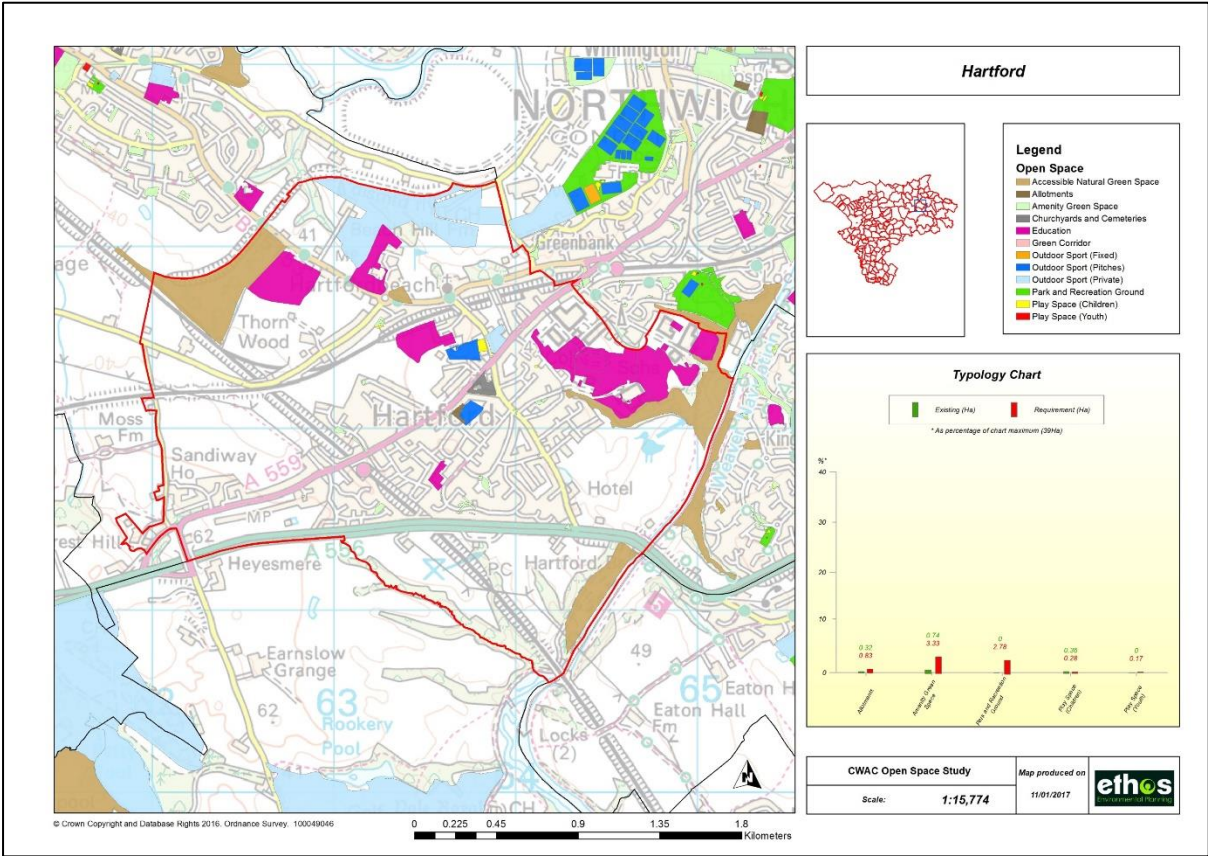 Hartford
Winnington
NORTHWICH
Greenbank
41
Hartfordbeach
Thorn
Wood
Moss
Fm
Hartford
Sandiway
Ho
A 559
MP
Hotel
62
Heyesmere
A 556
PC
Hartford
49
Earnslow
Grange
62
63
Rookery
Pool
65
Eaton Hall
Fm
Locks
(2)
CH
N
© Crown Copyright and Database Rights 2016. Ordnance Survey. 100049046
0 0.225 0.45 0.9 1.35 1.8
Kilometers
Legend
Open Space
Accessible Natural Green Space
Allotments
Amenity Green Space
Churchyards and Cemeteries
Education
Green Corridor
Outdoor Sport (Fixed)
Outdoor Sport (Pitches)
Outdoor Sport (Private)
Park and Recreation Ground
Play Space (Children)
Play Space (Youth)
Typology Chart
Existing (Ha) Requirement (Ha)
* As percentage of chart maximum (39Ha)
%*
40
30
20
10
0
0.32 0.74 0 0.38 0
0.83 3.33 2.78 0.28 0.17
Allotments
Amenity Green
Space
Park and Recreation
Ground
Play Space
(Children)
Play Space
(Youth)
CWAC Open Space Study
Scale: 1:15,774
Map produced on
11/01/2017
ethos
Environmental Planning